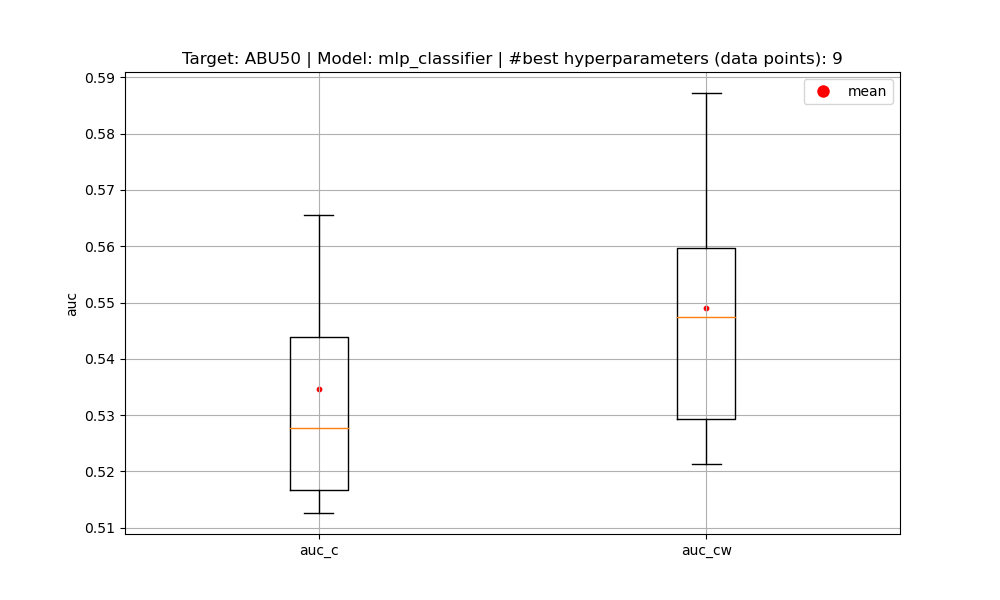 Target: ABU50 | Model: mlp_classifier | #best hyperparameters (data points): 9
mean
0.59
0.58
0.57
0.56
0.55
0.54
0.53
0.52
0.51
auc
auc_c
auc_cw